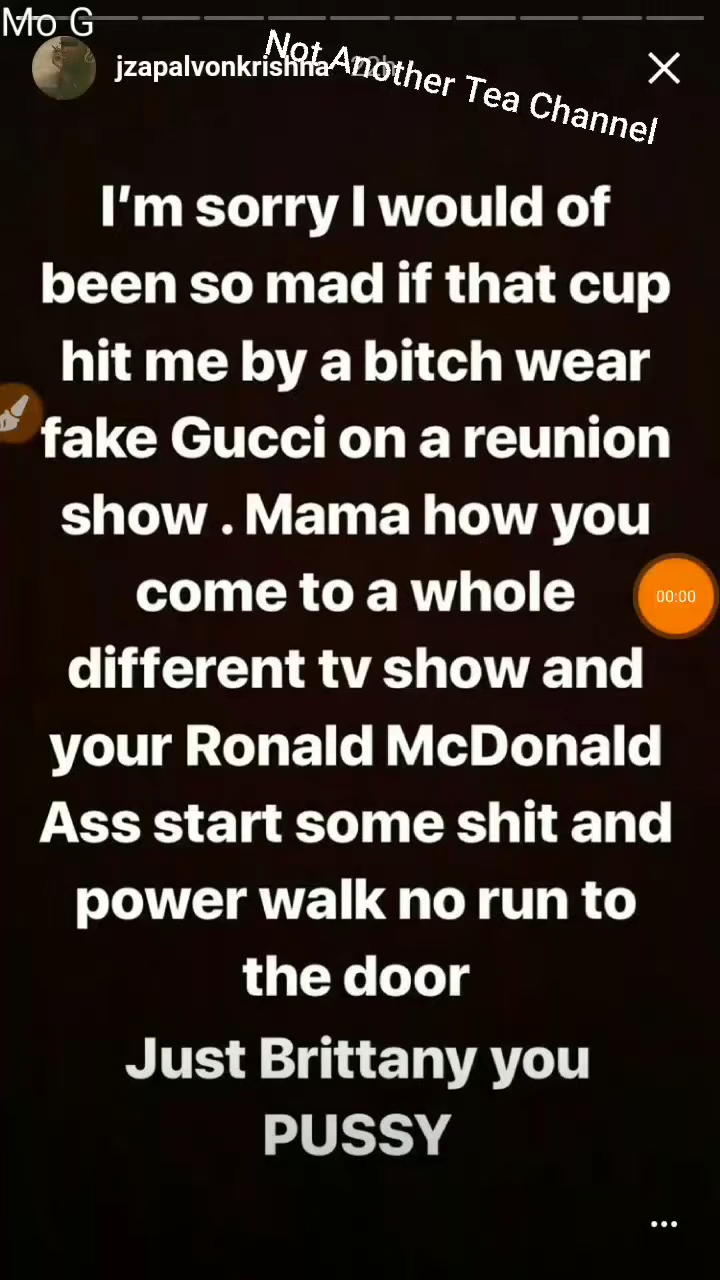 Mo G
Not Another Tea Channel
jzapalvonkrishna 22h
I'm sorry I would of
been so mad if that cup
hit me by a bitch wear
fake Gucci on a reunion
show . Mama how you
come to a whole
different tv show and
your Ronald McDonald
Ass start some shit and
power walk no run to
the door
Just Brittany you
PUSSY
00:00